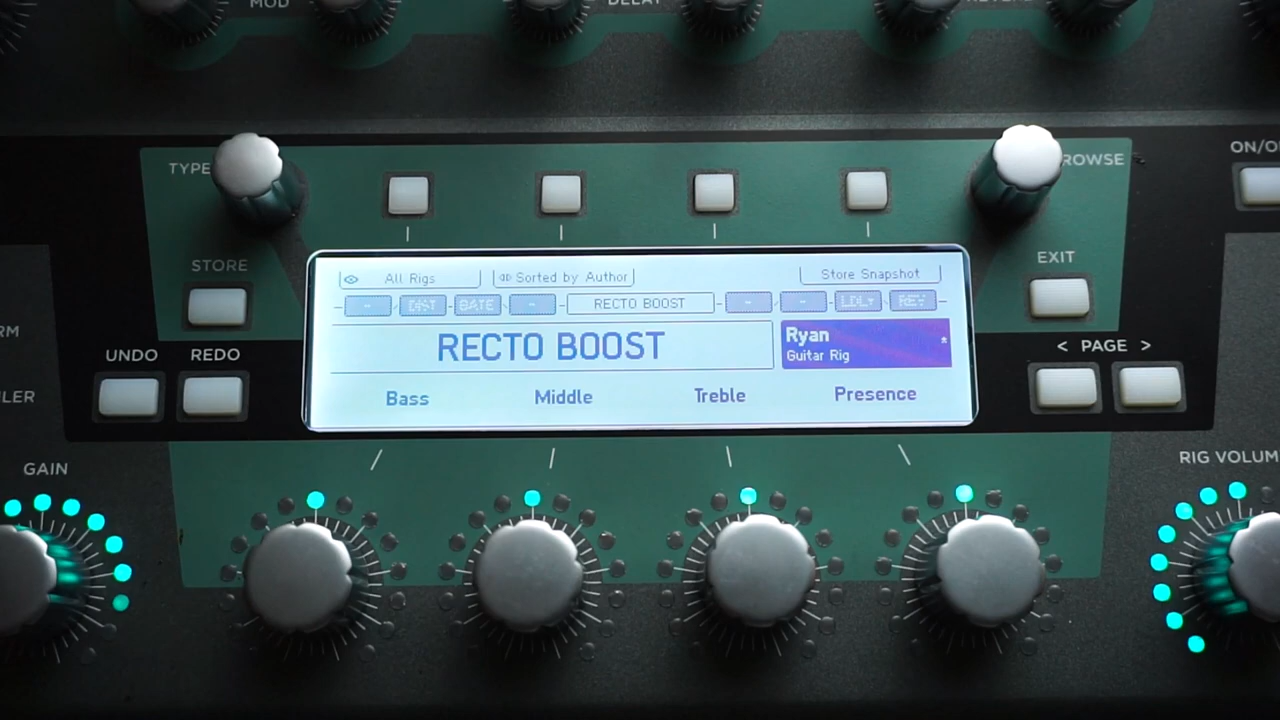 MOD
DELAY
TYPE
ROWSE
ON/O
STORE
EXIT
All Rigs
Sorted by Author
Store Snapshot
- DIST GATE - RECTO BOOST - - LDLY REV
RECTO BOOST
Ryan
Guitar Rig
UNDO
REDO
< PAGE >
Bass
Middle
Treble
Presence
RM
LER
GAIN
RIG VOLUM